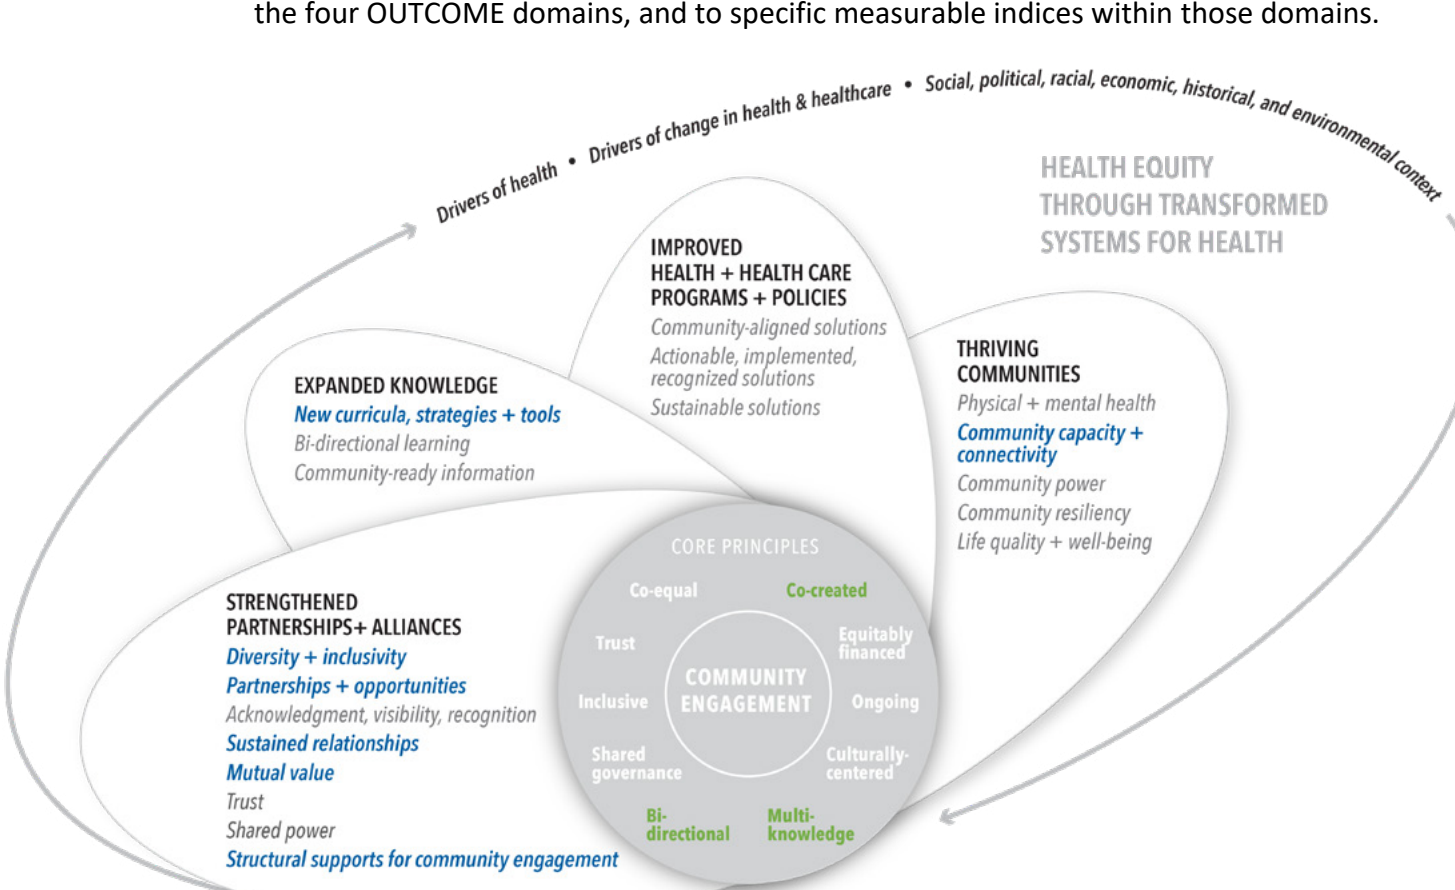 the four OUTCOME domains, and to specific measurable indices within those domains.
Drivers of health • Drivers of change in health & healthcare • Social, political, racial, economic, historical, and environmental context
HEALTH EQUITY
THROUGH TRANSFORMED
SYSTEMS FOR HEALTH
IMPROVED
HEALTH + HEALTH CARE
PROGRAMS + POLICIES
Community-aligned solutions
Actionable, implemented,
recognized solutions
Sustainable solutions
THRIVING
COMMUNITIES
Physical + mental health
Community capacity +
connectivity
Community power
Community resiliency
Life quality + well-being
EXPANDED KNOWLEDGE
New curricula, strategies + tools
Bi-directional learning
Community-ready information
STRENGTHENED
PARTNERSHIPS+ ALLIANCES
Diversity + inclusivity
Partnerships + opportunities
Acknowledgment, visibility, recognition
Sustained relationships
Mutual value
Trust
Shared power
Structural supports for community engagement
CORE PRINCIPLES
Co-equal
Co-created
Trust
Equitably
financed
Inclusive
Ongoing
Shared
governance
Culturally-
centered
Bi-
directional
Multi-
knowledge
COMMUNITY
ENGAGEMENT